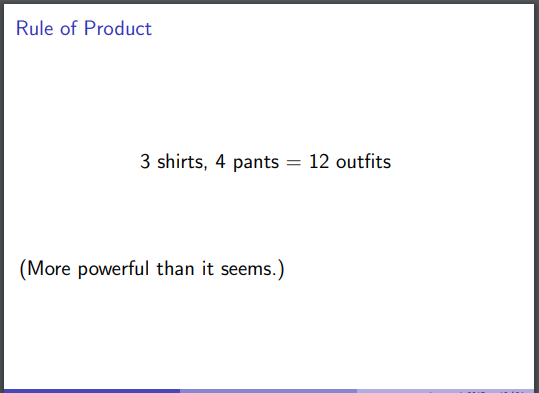 Rule of Product
3 shirts, 4 pants = 12 outfits
(More powerful than it seems.)